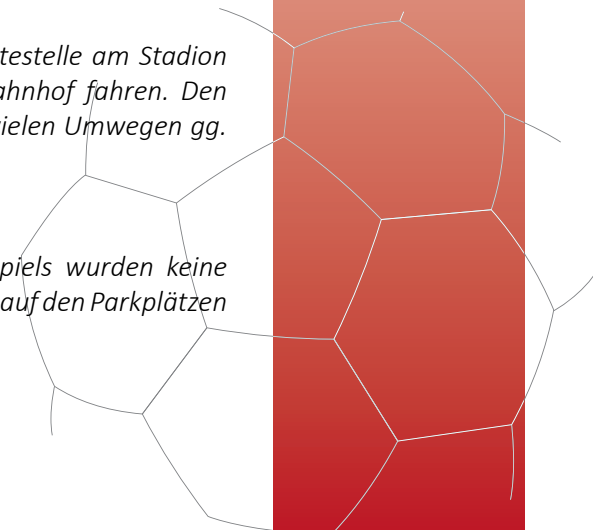 testelle am Stadion
ahnhof fahren. Den
ielen Umwegen gg.
piels wurden keine
auf den Parkplätzen